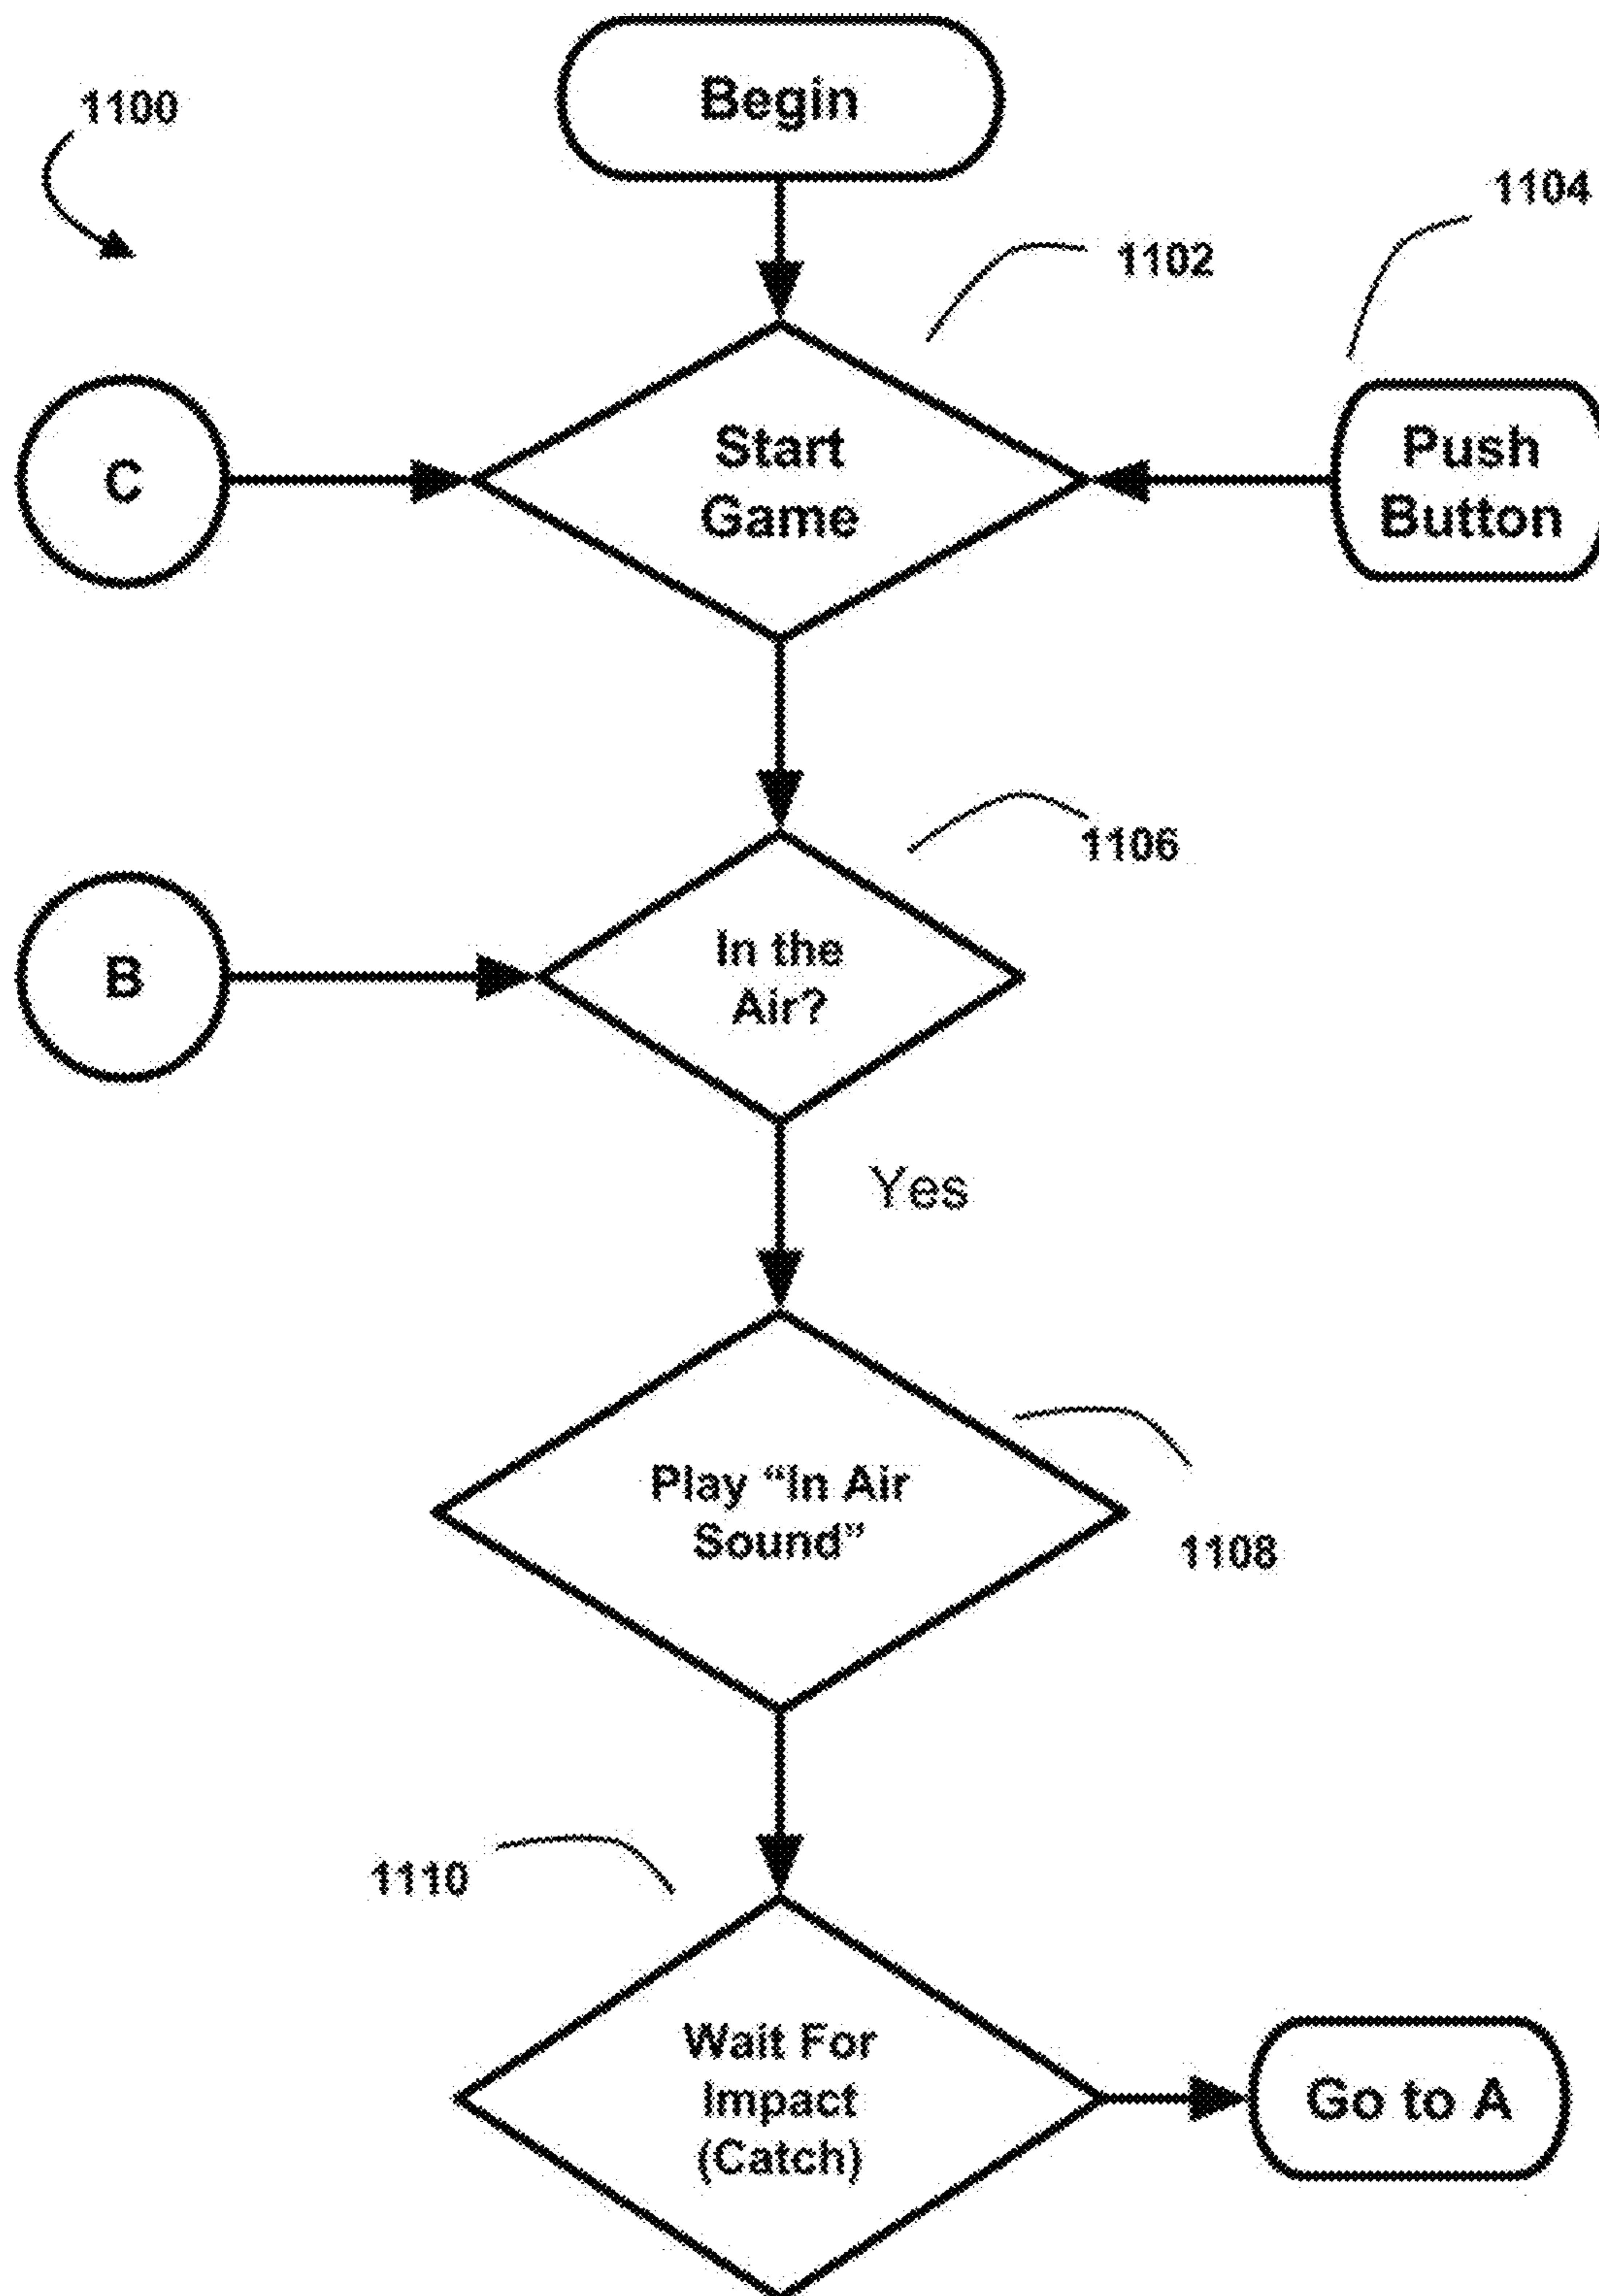 Begin
1100
1104
1102
C
Start
Game
Push
Button
1106
B
In the
Air?
Yes
Play “In Air
Sound”
1108
1110
Wait For
Impact
(Catch)
Go to A